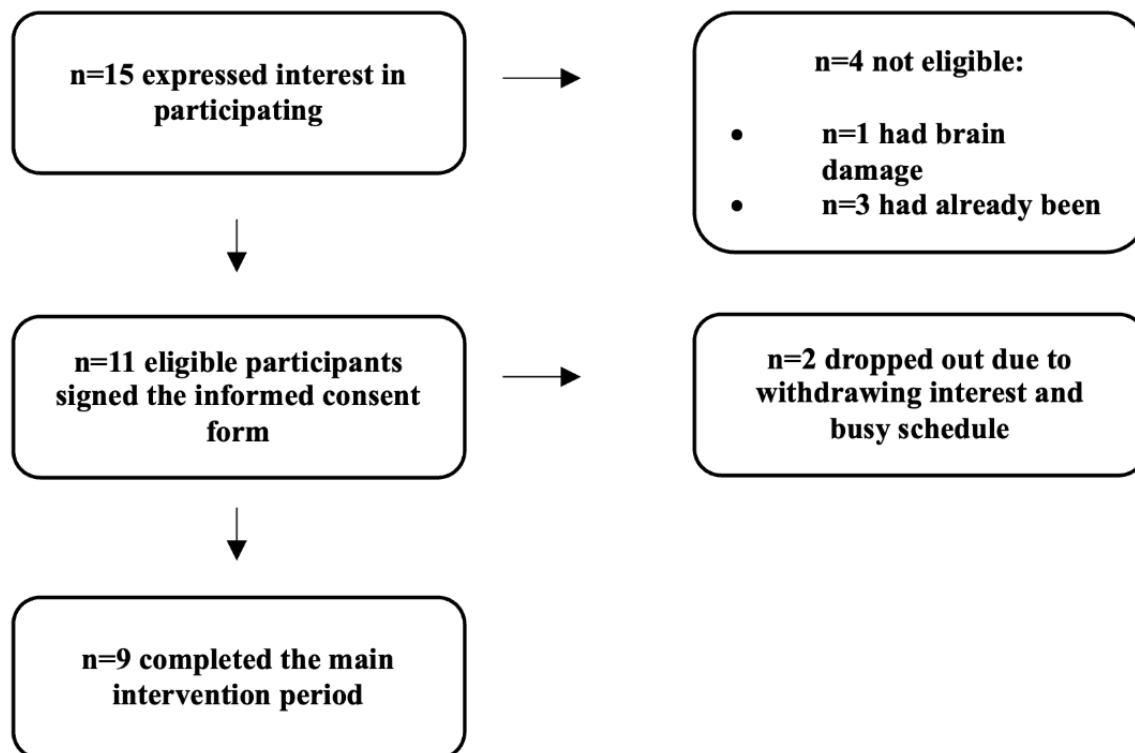 n=15 expressed interest in
participating
n=4 not eligible:
• n=1 had brain
damage
• n=3 had already been
n=11 eligible participants
signed the informed consent
form
n=2 dropped out due to
withdrawing interest and
busy schedule
n=9 completed the main
intervention period